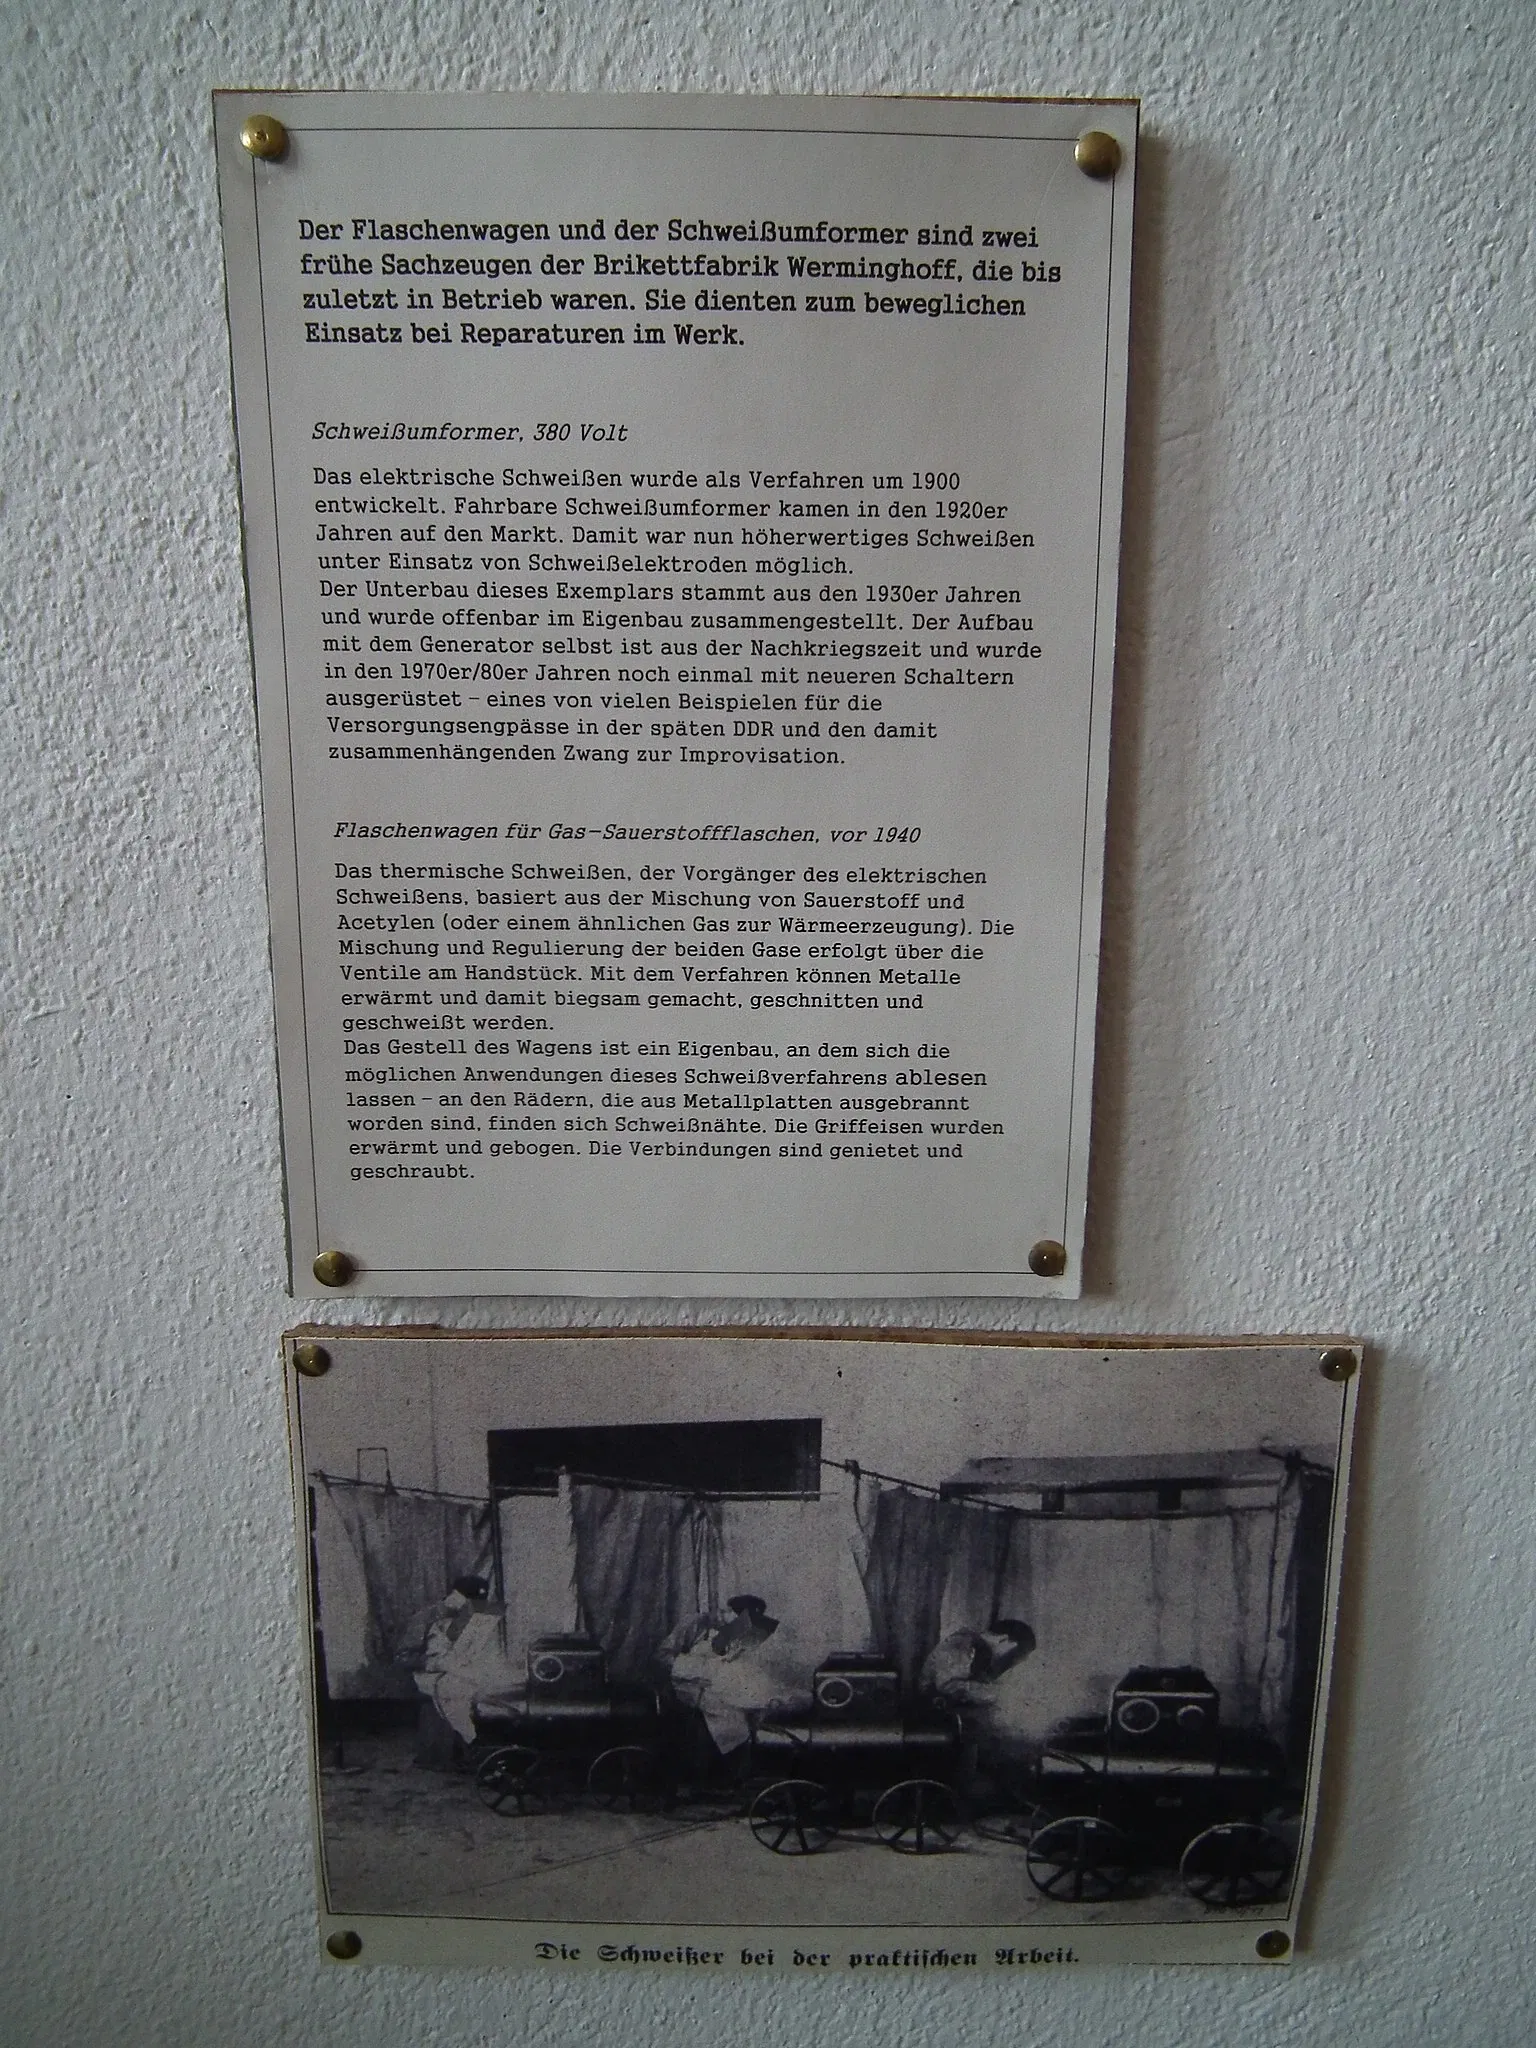 Der Flaschenwagen und der Schweißumformer sind zwei
frühe Sachzeugen der Brikettfabrik Werminghoff, die bis
zuletzt in Betrieb waren. Sie dienten zum beweglichen
Einsatz bei Reparaturen im Werk.
Schweißumformer, 380 Volt
Das elektrische Schweißen wurde als Verfahren um 1900
entwickelt. Fahrbare Schweißumformer kamen in den 1920er
Jahren auf den Markt. Damit war nun höherwertiges Schweißen
unter Einsatz von Schweißelektroden möglich.
Der Unterbau dieses Exemplars stammt aus den 1930er Jahren
und wurde offenbar im Eigenbau zusammengestellt. Der Aufbau
mit dem Generator selbst ist aus der Nachkriegszeit und wurde
in den 1970er/80er Jahren noch einmal mit neueren Schaltern
ausgerüstet – eines von vielen Beispielen für die
Versorgungsengpässe in der späten DDR und den damit
zusammenhängenden Zwang zur Improvisation.
Flaschenwagen für Gas-Sauerstoffflaschen, vor 1940
Das thermische Schweißen, der Vorgänger des elektrischen
Schweißens, basiert aus der Mischung von Sauerstoff und
Acetylen (oder einem ähnlichen Gas zur Wärmeerzeugung). Die
Mischung und Regulierung der beiden Gase erfolgt über die
Ventile am Handstück. Mit dem Verfahren können Metalle
erwärmt und damit biegsam gemacht, geschnitten und
geschweißt werden.
Das Gestell des Wagens ist ein Eigenbau, an dem sich die
möglichen Anwendungen dieses Schweißverfahrens ablesen
lassen – an den Rädern, die aus Metallplatten ausgebrannt
worden sind, finden sich Schweißnähte. Die Griffeisen wurden
erwärmt und gebogen. Die Verbindungen sind genietet und
geschraubt.
Die Schweißer bei der praktischen Arbeit.